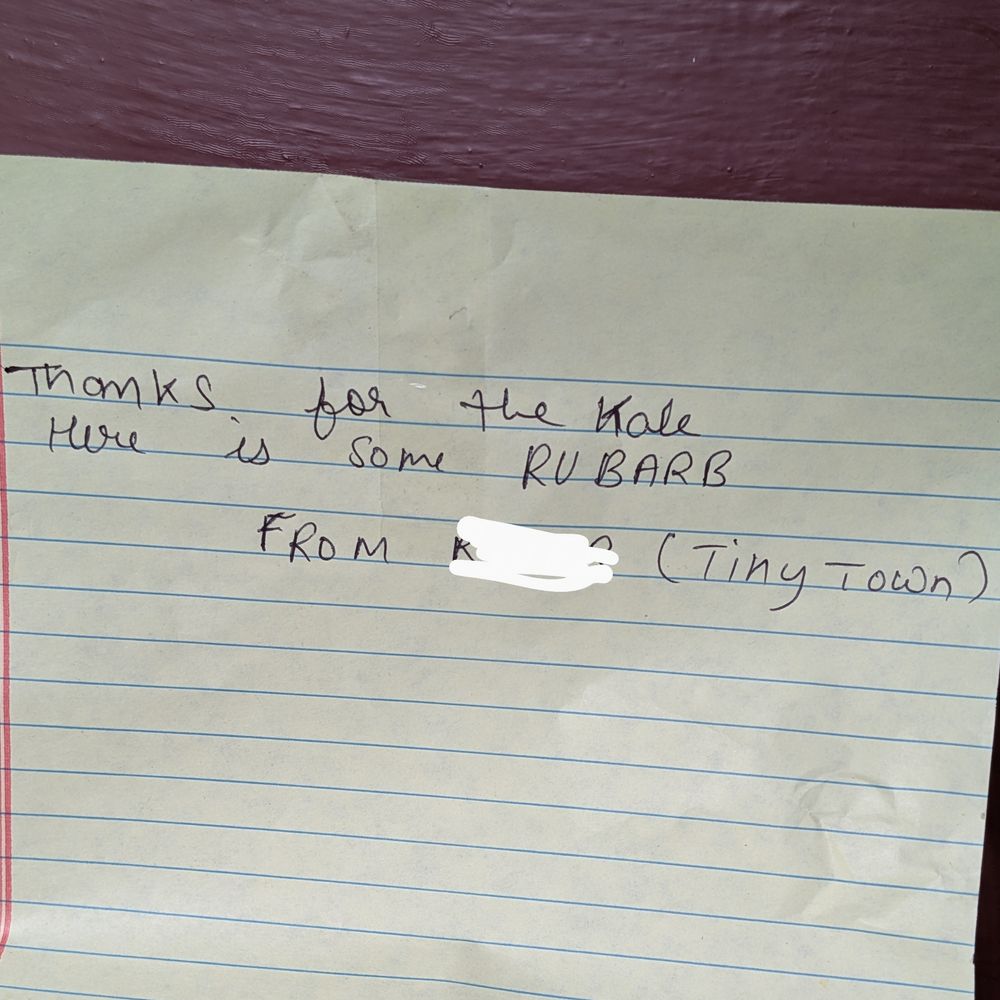 Thanks for the Kale
Here is some RUBARB
FROM (Tiny Town)